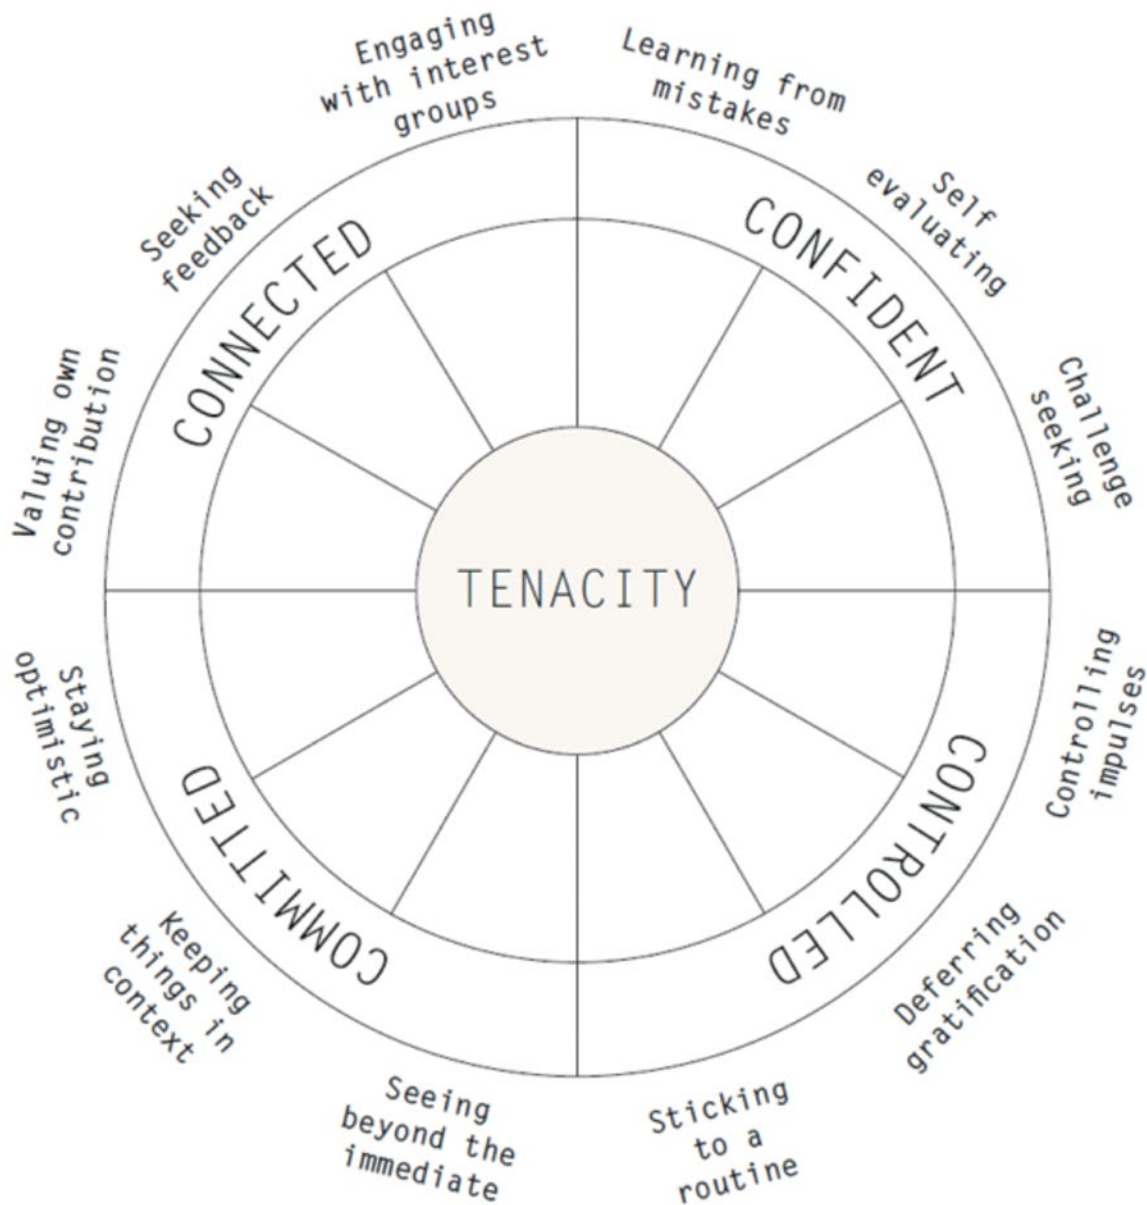 Engaging
with interest
groups
Learning from
mistakes
Self
evaluating
Seeking
feedback
CONNECTED
CONFIDENT
Valuing own
contribution
Challenge
seeking
TENACITY
Staying
optimistic
Controlling
impulses
COMMITTED
CONTROLLED
Keeping
things in
context
Deferring
gratification
Seeing
beyond the
immediate
Sticking
to a
routine